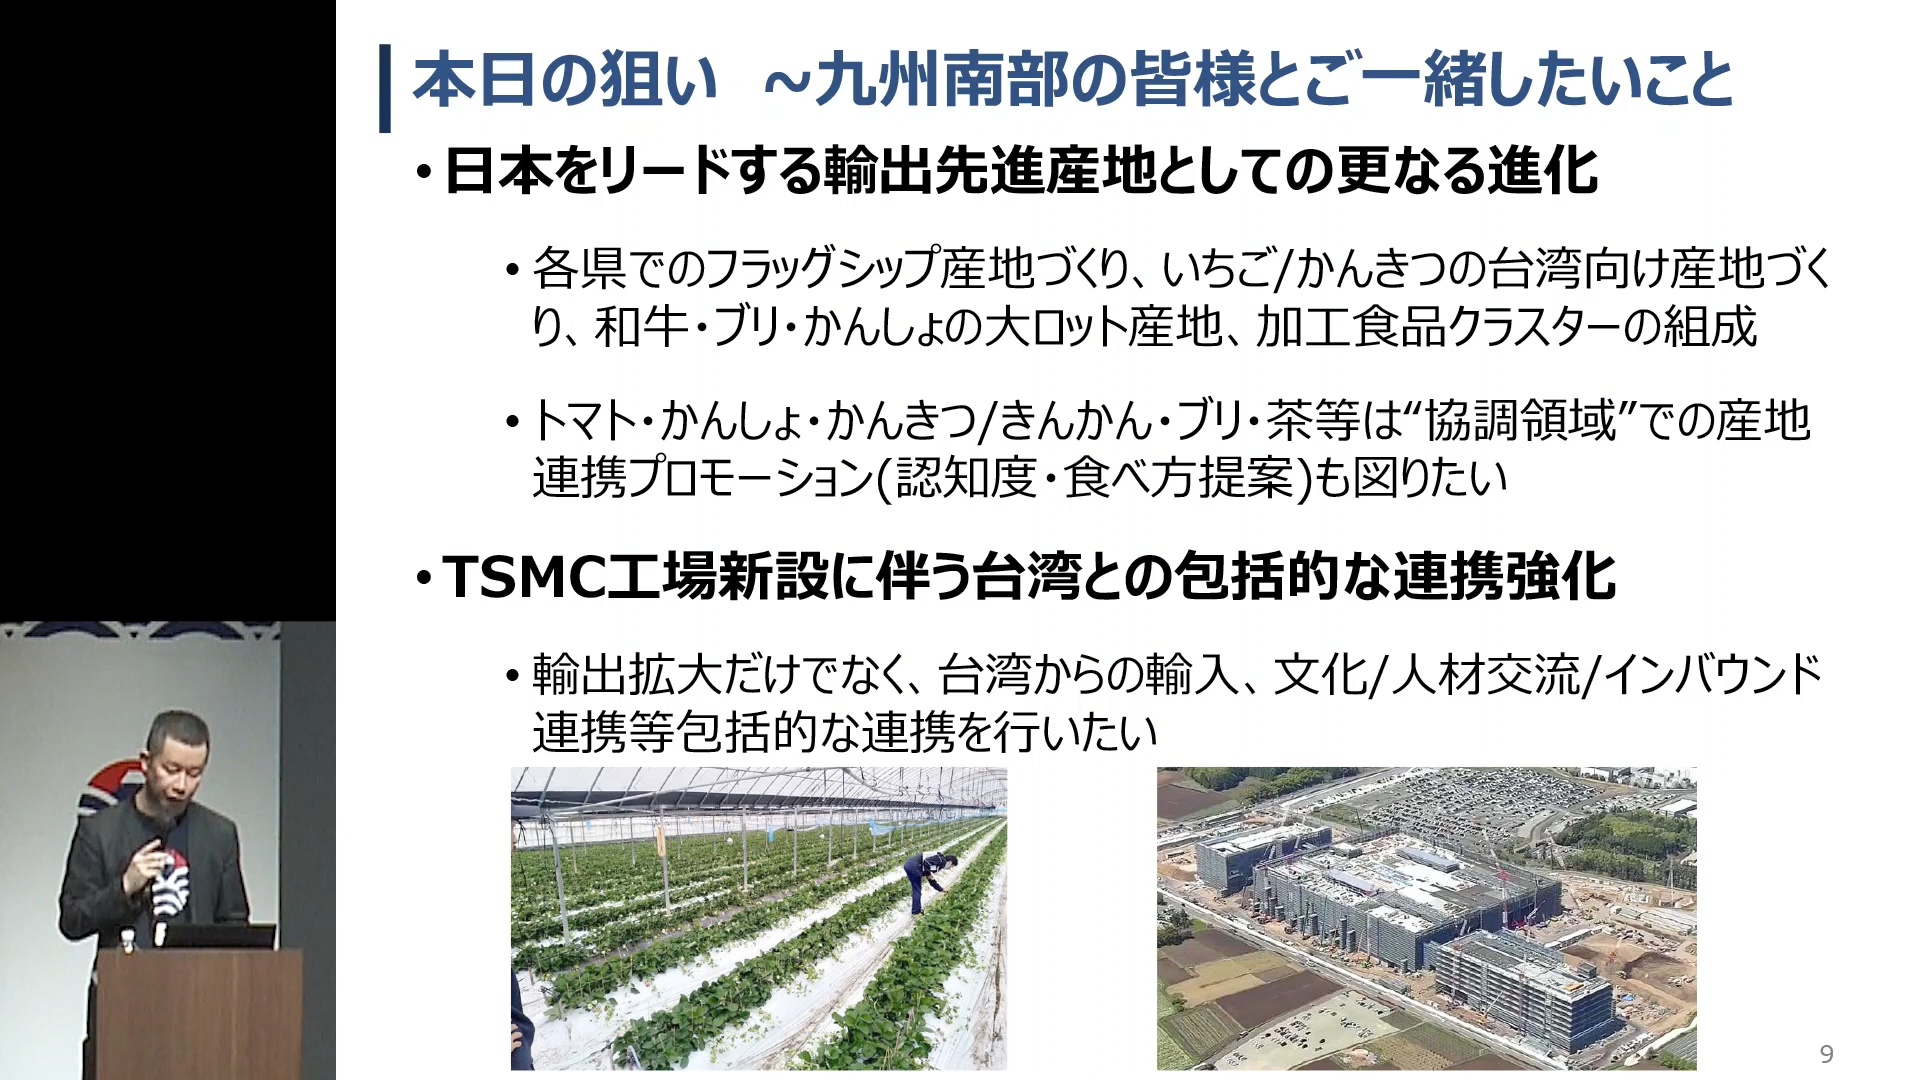 本日の狙い ~九州南部の皆様とご一緒したいこと
•日本をリードする輸出先進産地としての更なる進化
•各県でのフラッグシップ産地づくり、いちご/かんきつの台湾向け産地づく
り、和牛・ブリ・かんしょの大ロット産地、加工食品クラスターの組成
•トマト・かんしょ・かんきつ/きんかん・ブリ・茶等は“協調領域”での産地
連携プロモーション(認知度・食べ方提案)も図りたい
•TSMC工場新設に伴う台湾との包括的な連携強化
•輸出拡大だけでなく、台湾からの輸入、文化/人材交流/インバウンド
連携等包括的な連携を行いたい
9